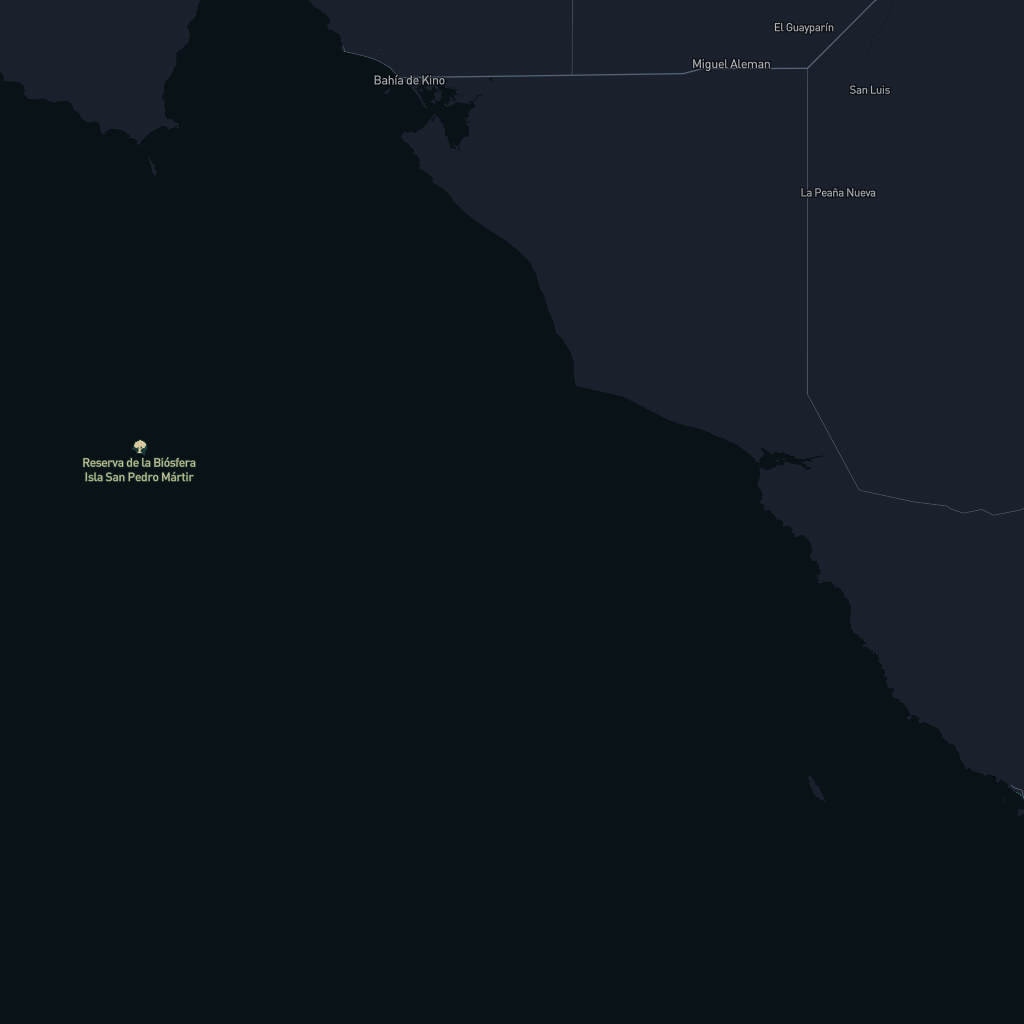 El Guayparín
Miguel Aleman
Bahía de Kino
San Luis
La Peaña Nueva
Reserva de la Biósfera
Isla San Pedro Mártir